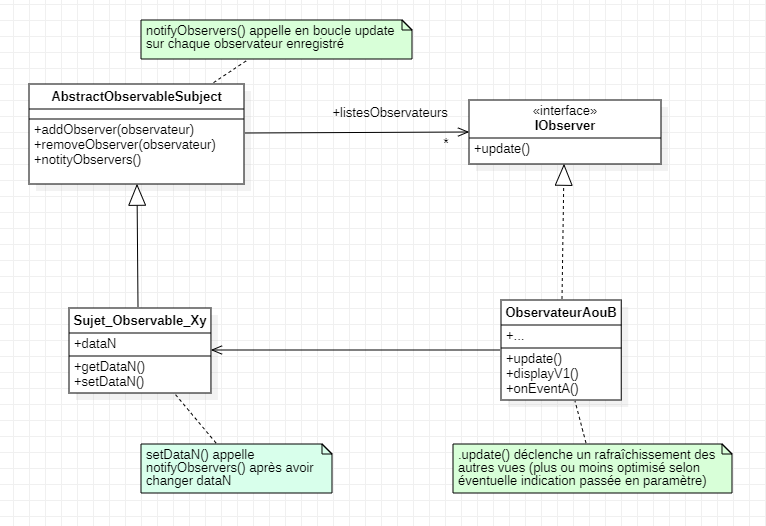 notifyObservers() appelle en boucle update
sur chaque observateur enregistré
AbstractObservableSubject
+addObserver(observateur)
+removeObserver(observateur)
+notityObservers()
+listesObservateurs
*
«interface»
IObserver
+update()
Sujet_Observable_Xy
+dataN
+getDataN()
+setDataN()
ObservateurAouB
+...
+update()
+displayV1()
+onEventA()
setDataN() appelle
notifyObservers() après avoir
changer dataN
.update() déclenche un rafraîchissement des
autres vues (plus ou moins optimisé selon
éventuelle indication passée en paramètre)